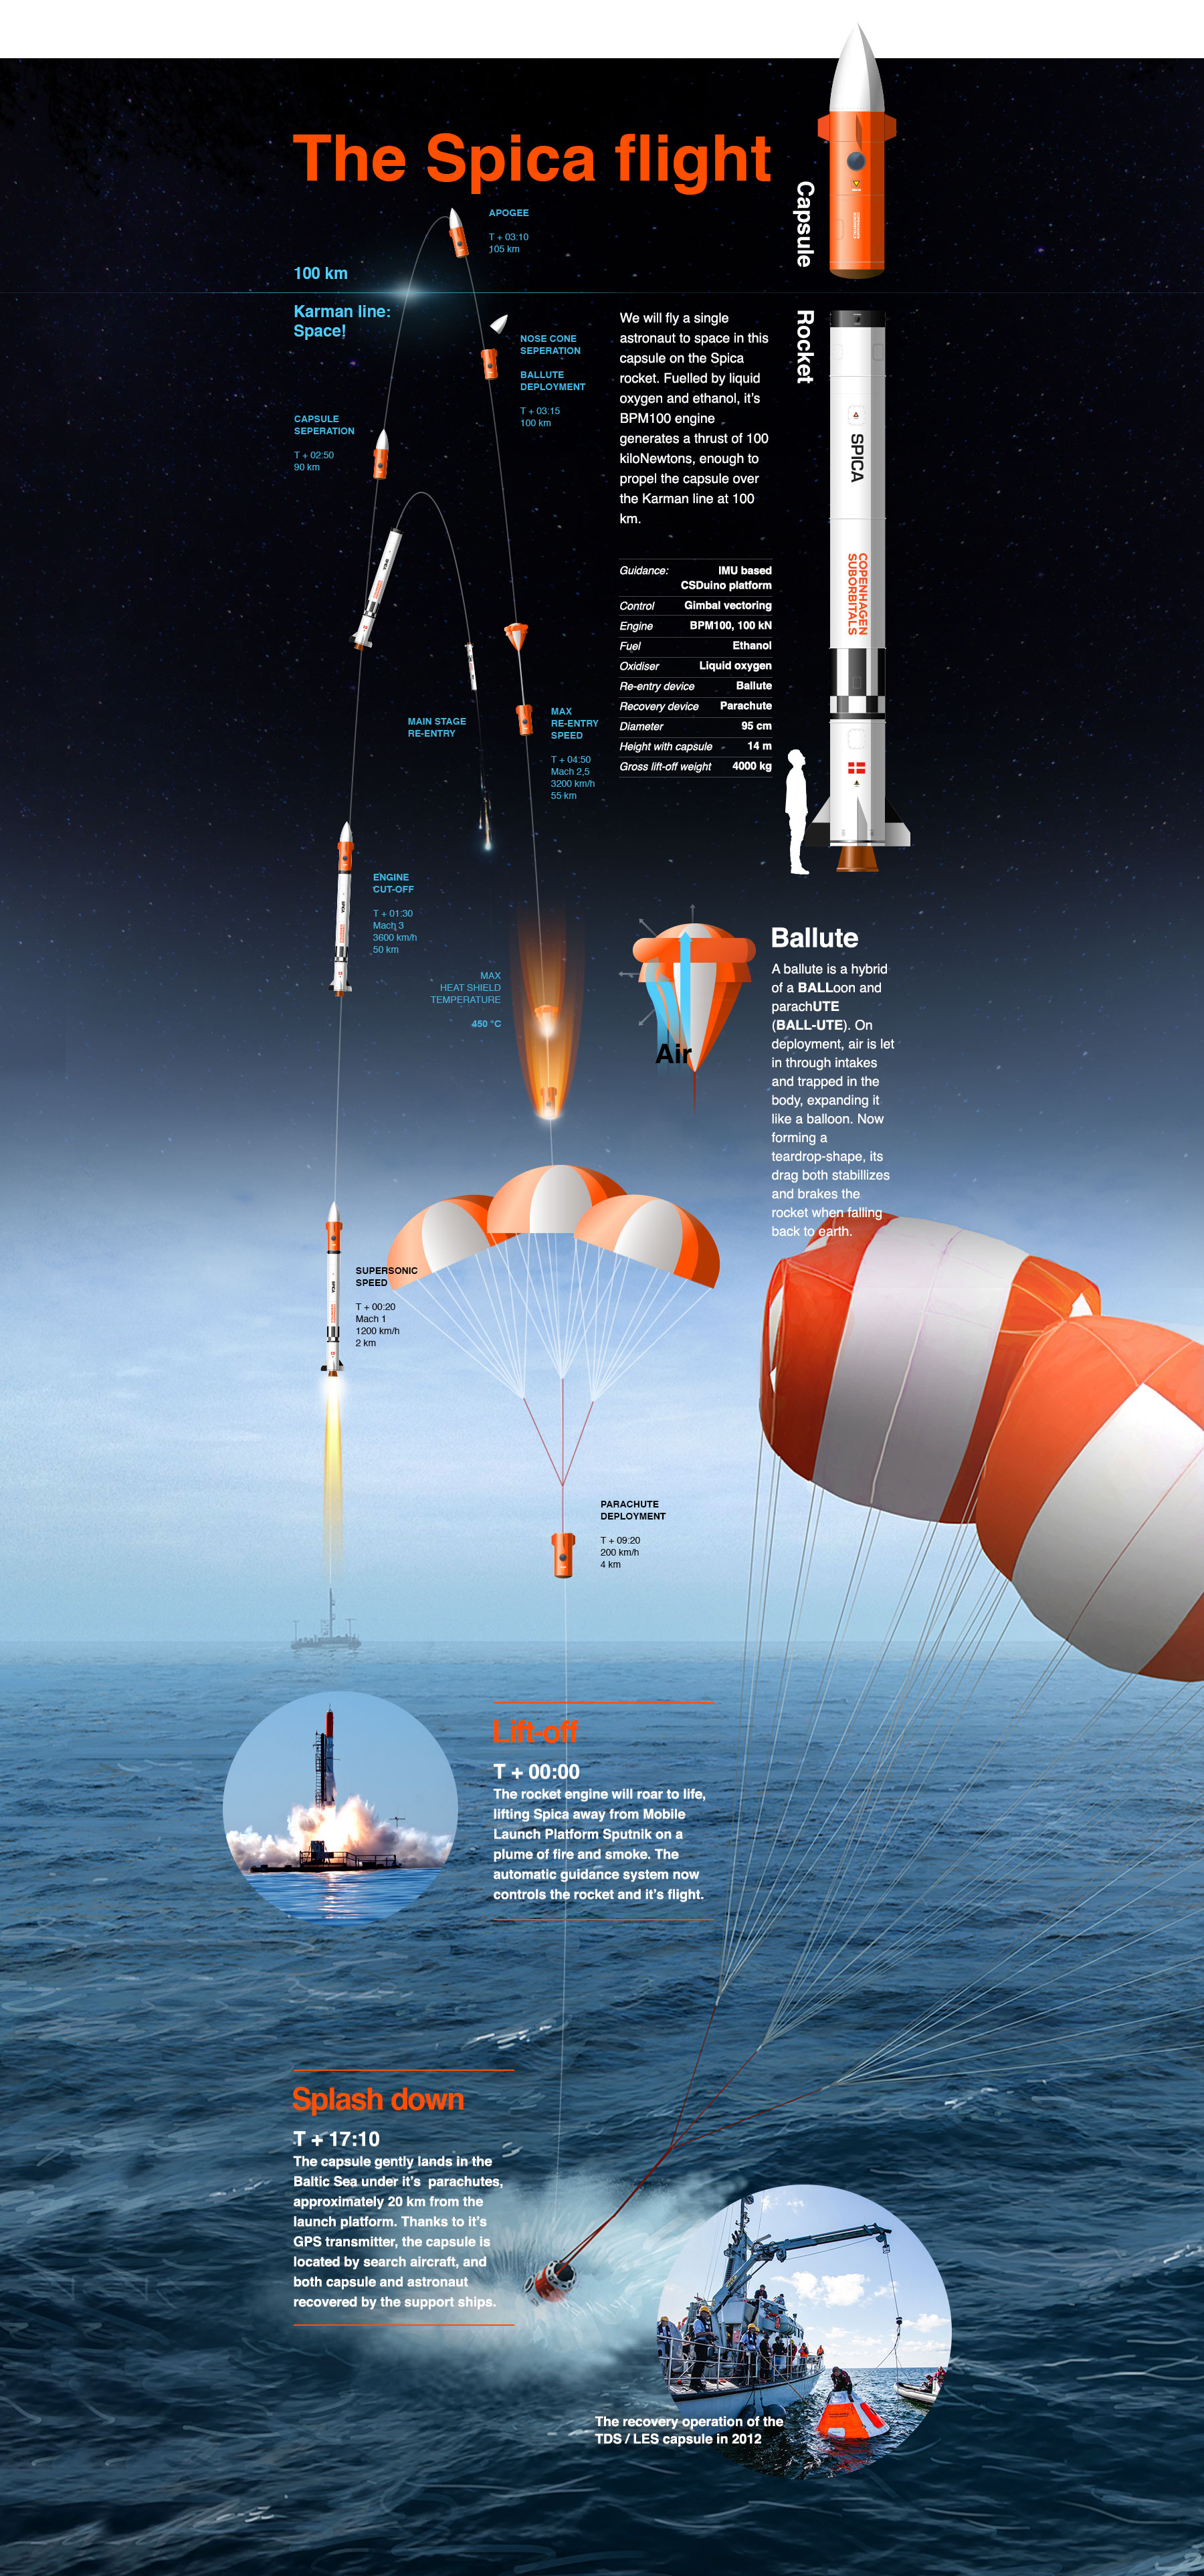 The Spica flight
Capsule
APOGEE
T + 03:10
105 km
100 km
Karman line:
Space!
NOSE CONE
SEPERATION
BALLUTE
DEPLOYMENT
T + 03:15
100 km
CAPSULE
SEPERATION
T + 02:50
90 km
We will fly a single
astronaut to space in this
capsule on the Spica
rocket. Fuelled by liquid
oxygen and ethanol, it's
BPM100 engine
generates a thrust of 100
kiloNewtons, enough to
propel the capsule over
the Karman line at 100
km.
Rocket
SPICA
COPENHAGEN
SUBORBITALS
Guidance: IMU based
CSDuino platform
Control Gimbal vectoring
Engine BPM100, 100 kN
Fuel Ethanol
Oxidiser Liquid oxygen
Re-entry device Ballute
Recovery device Parachute
Diameter 95 cm
Height with capsule 14 m
Gross lift-off weight 4000 kg
MAIN STAGE
RE-ENTRY
MAX
RE-ENTRY
SPEED
T + 04:50
Mach 2,5
3200 km/h
55 km
ENGINE
CUT-OFF
T + 01:30
Mach 3
3600 km/h
50 km
MAX
HEAT SHIELD
TEMPERATURE
450 °C
Air
Ballute
A ballute is a hybrid
of a BALLoon and
parachUTE
(BALL-UTE). On
deployment, air is let
in through intakes
and trapped in the
body, expanding it
like a balloon. Now
forming a
teardrop-shape, its
drag both stabillizes
and brakes the
rocket when falling
back to earth.
SUPERSONIC
SPEED
T + 00:20
Mach 1
1200 km/h
2 km
PARACHUTE
DEPLOYMENT
T + 09:20
200 km/h
4 km
Lift-off
T + 00:00
The rocket engine will roar to life,
lifting Spica away from Mobile
Launch Platform Sputnik on a
plume of fire and smoke. The
automatic guidance system now
controls the rocket and it's flight.
Splash down
T + 17:10
The capsule gently lands in the
Baltic Sea under it's parachutes,
approximately 20 km from the
launch platform. Thanks to it's
GPS transmitter, the capsule is
located by search aircraft, and
both capsule and astronaut
recovered by the support ships.
The recovery operation of the
TDS / LES capsule in 2012